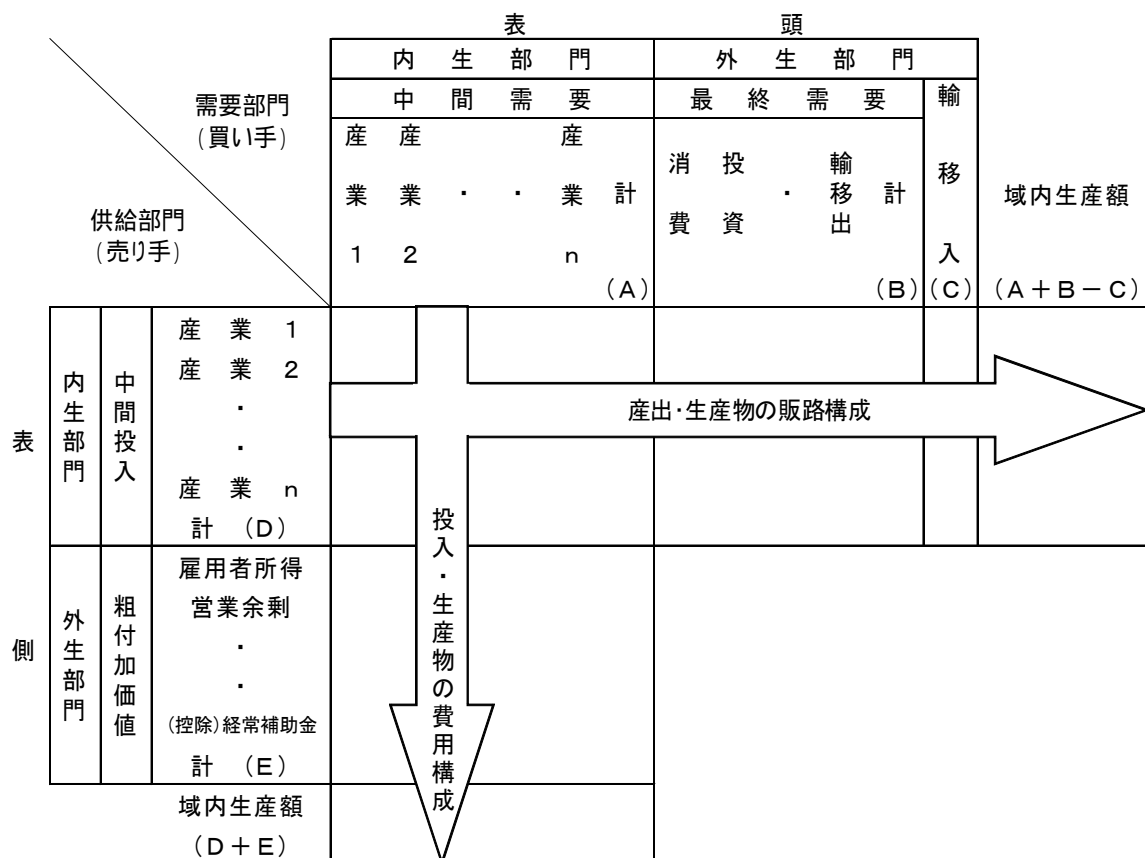 表頭
内生部門 外生部門
中間需要 最終需要 輸移入
需要部門
(買い手)
産業1 産業2 ・ ・ 産業n 計
消費 投資 ・ 輸移出 計
域内生産額
供給部門
(売り手)
(A) (B) (C) (A+B-C)
表側
内生部門
中間投入
産業1
産業2
・
・
産業n
計(D)
産出・生産物の販路構成
投入・生産物の費用構成
外生部門
粗付加価値
雇用者所得
営業余剰
・
・
(控除)経常補助金
計(E)
域内生産額
(D+E)